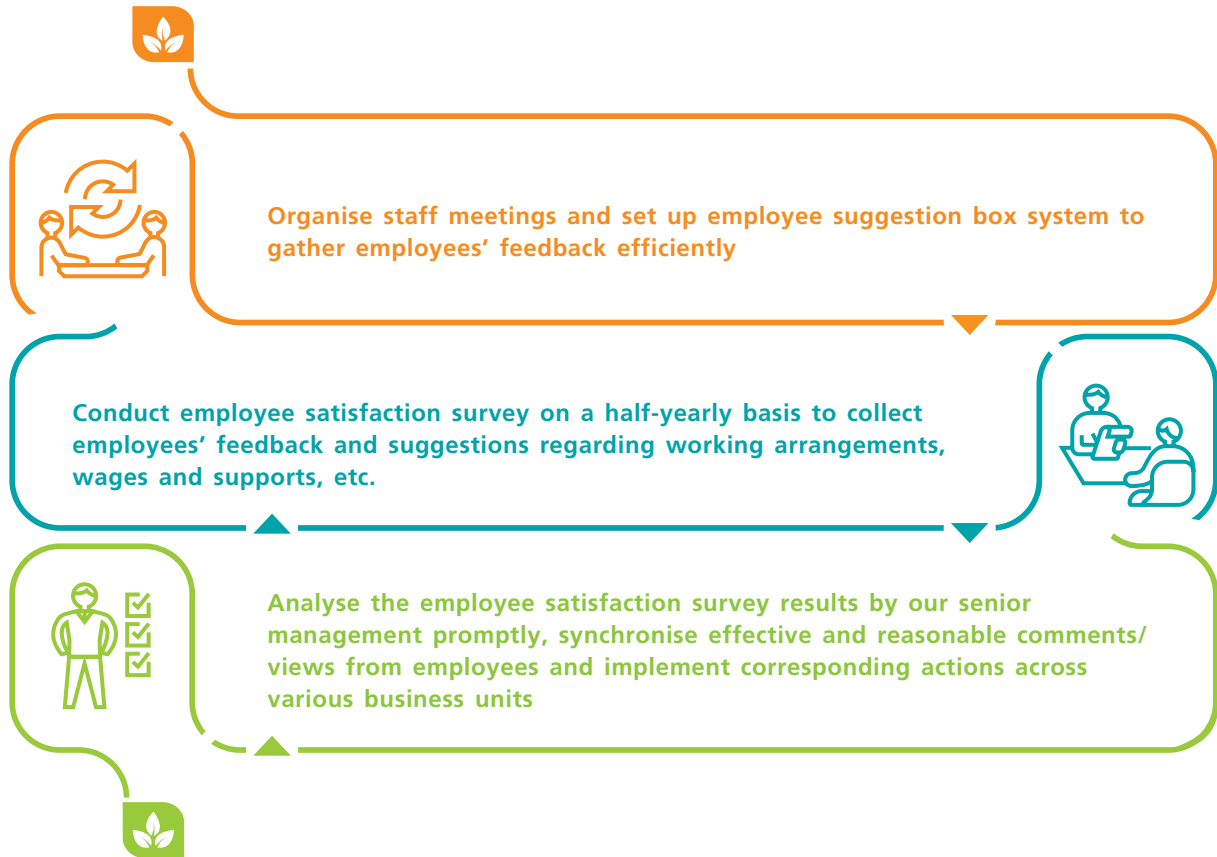 Organise staff meetings and set up employee suggestion box system to
gather employees’ feedback efficiently
Conduct employee satisfaction survey on a half-yearly basis to collect
employees’ feedback and suggestions regarding working arrangements,
wages and supports, etc.
Analyse the employee satisfaction survey results by our senior
management promptly, synchronise effective and reasonable comments/
views from employees and implement corresponding actions across
various business units